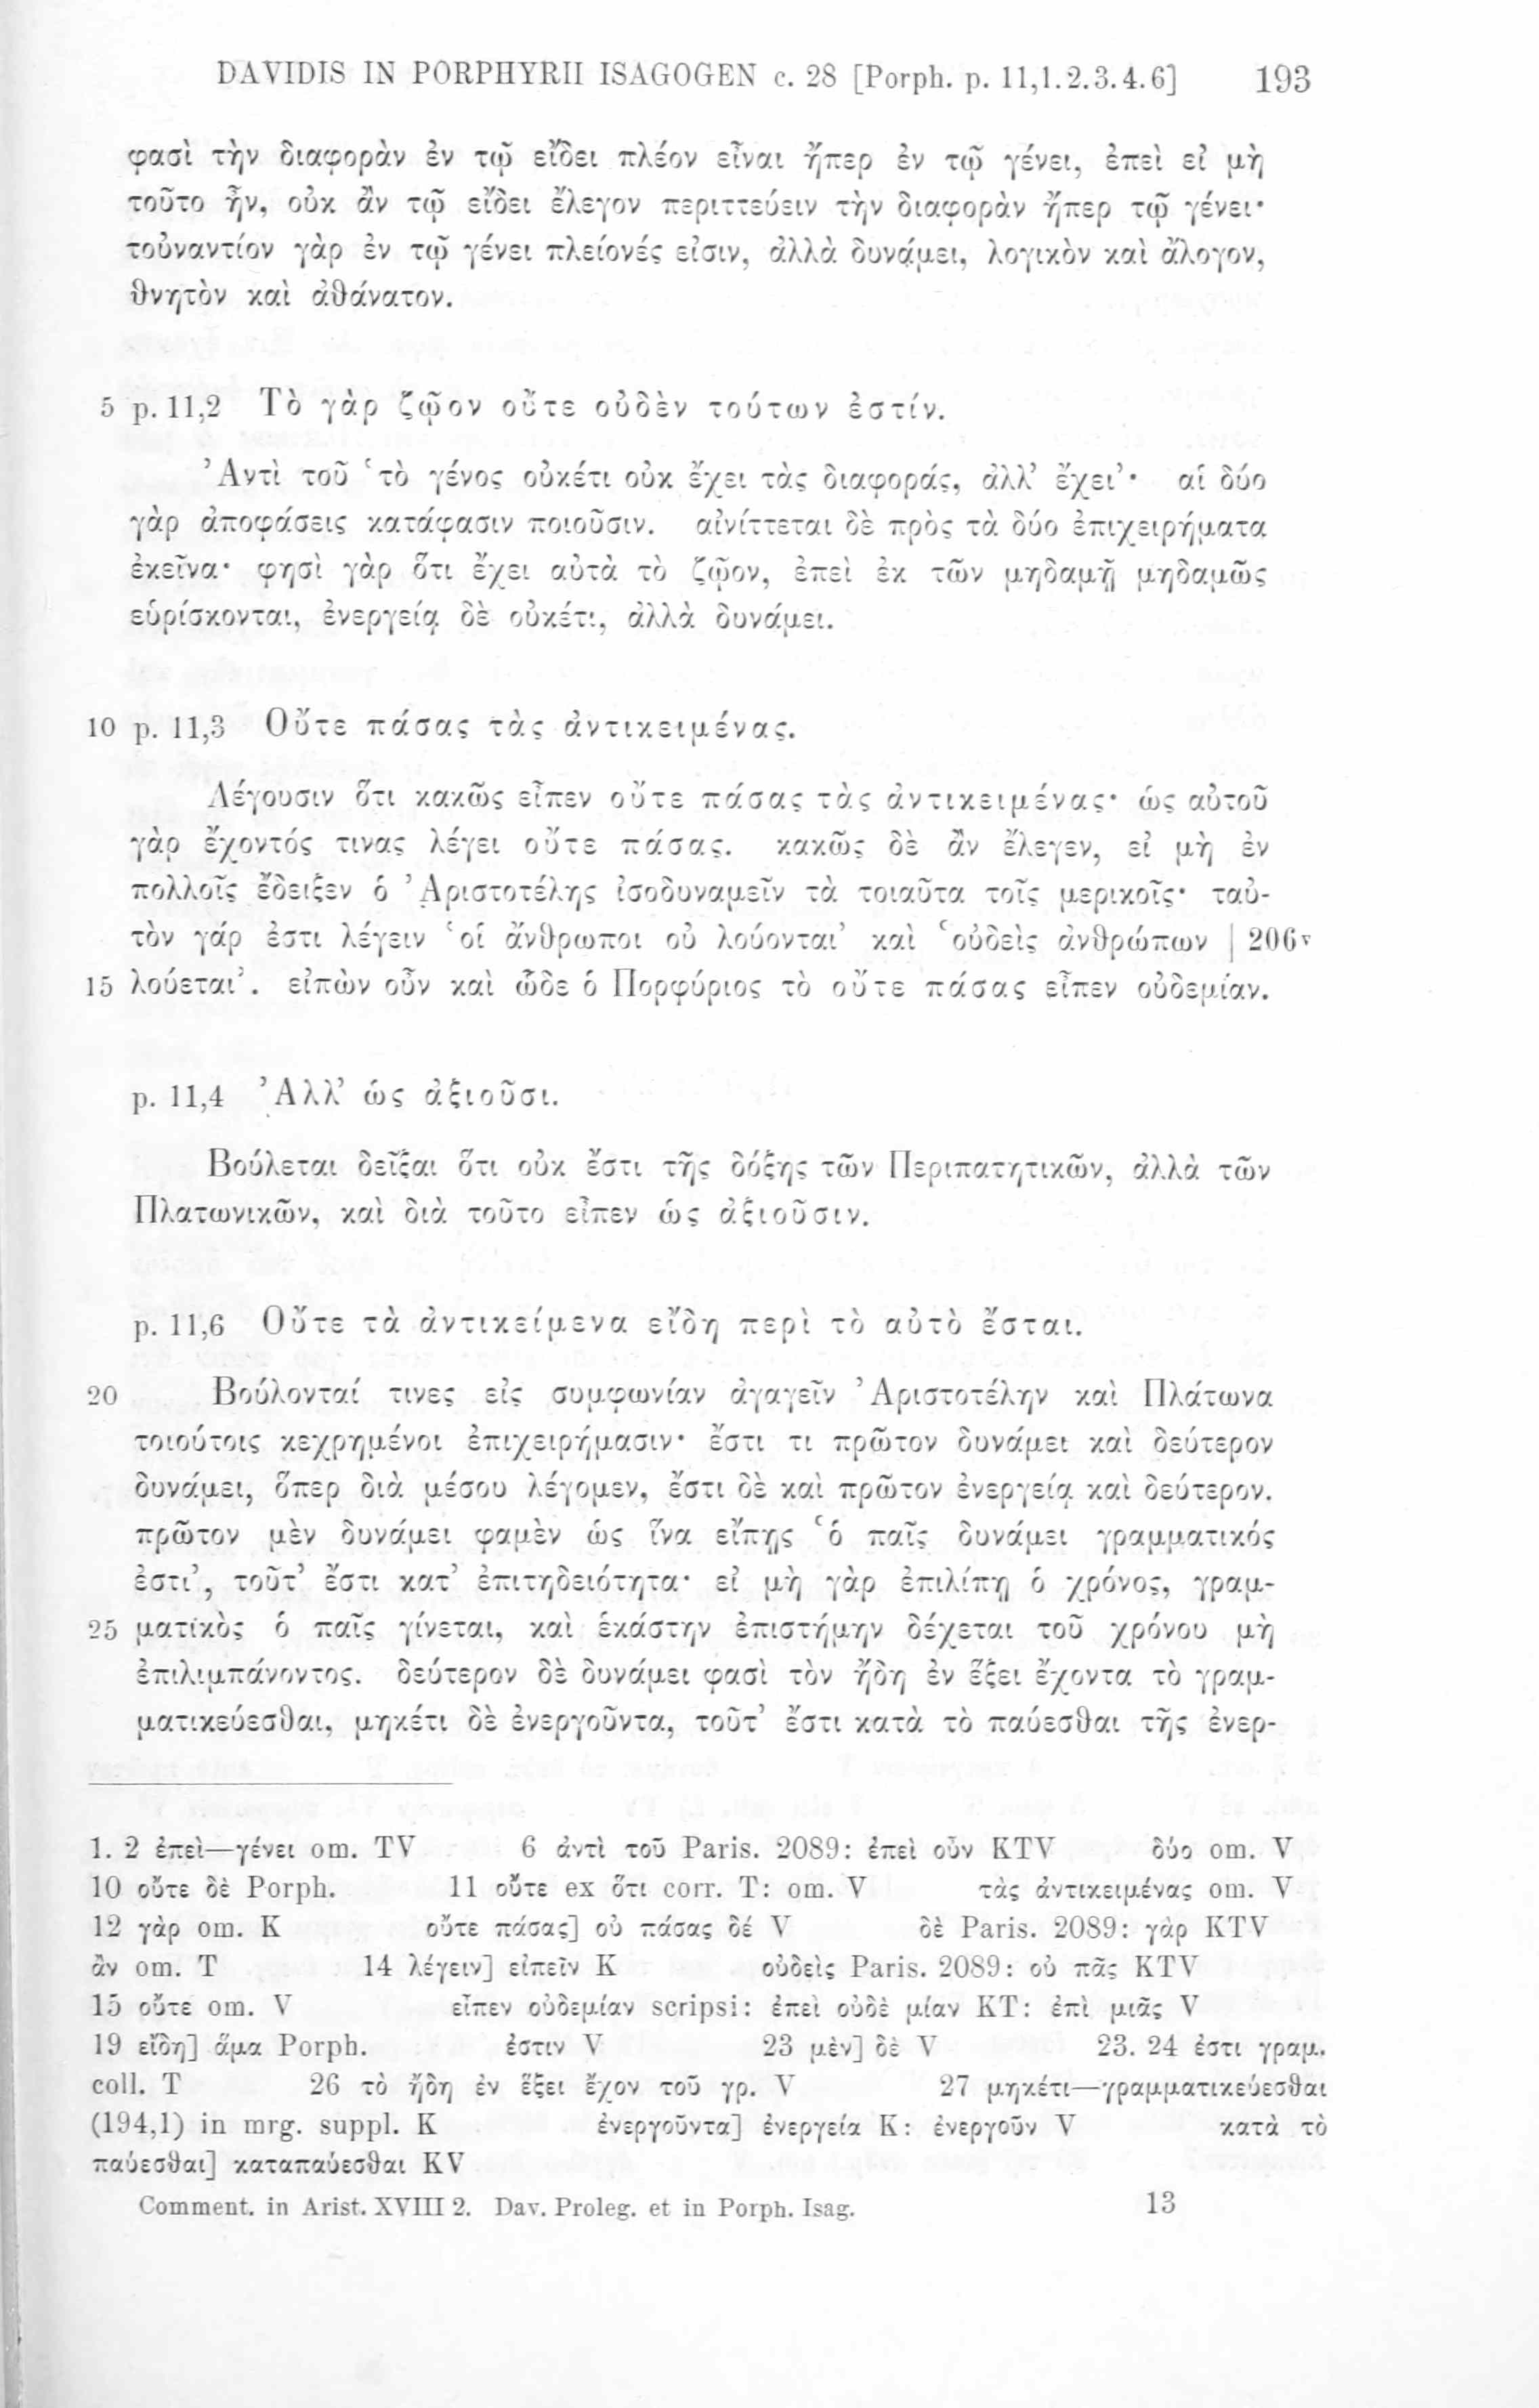 DAVIDIS IN PORPHYRII ISAGOGEN c. 28 [Porph. p. 11,1.2.3.4.6] 193
φασὶ τὴν διαφορὰν ἐν τῷ εἴδει πλέον εἶναι ἤπερ ἐν τῷ γένει, ἐπεὶ εἰ μὴ
τοῦτο ἦν, οὐκ ἂν τῷ εἴδει ἔλεγον περιττεύειν τὴν διαφορὰν ἤπερ τῷ γένει·
τοὐναντίον γὰρ ἐν τῷ γένει πλείονές εἰσιν, ἀλλὰ δυνάμει, λογικὸν καὶ ἄλογον,
θνητὸν καὶ ἀθάνατον.
5 p. 11,2 Τὸ γὰρ ζῷον οὔτε οὐδὲν τούτων ἐστίν.
Ἀντὶ τοῦ ‘τὸ γένος οὐκέτι οὐκ ἔχει τὰς διαφοράς, ἀλλ’ ἔχει’· αἱ δύο
γὰρ ἀποφάσεις κατάφασιν ποιοῦσιν. αἰνίττεται δὲ πρὸς τὰ δύο ἐπιχειρήματα
ἐκεῖνα· φησὶ γὰρ ὅτι ἔχει αὐτὰ τὸ ζῷον, ἐπεὶ ἐκ τῶν μηδαμῇ μηδαμῶς
εὑρίσκονται, ἐνεργείᾳ δὲ οὐκέτι, ἀλλὰ δυνάμει.
10 p. 11,3 Οὔτε πάσας τὰς ἀντικειμένας.
Λέγουσιν ὅτι κακῶς εἶπεν οὔτε πάσας τὰς ἀντικειμένας· ὡς αὐτοῦ
γὰρ ἔχοντός τινας λέγει οὔτε πάσας. κακῶς δὲ ἂν ἔλεγεν, εἰ μὴ ἐν
πολλοῖς ἔδειξεν ὁ Ἀριστοτέλης ἰσοδυναμεῖν τὰ τοιαῦτα τοῖς μερικοῖς· ταὐ-
τὸν γάρ ἐστι λέγειν ‘οἱ ἄνθρωποι οὐ λούονται’ καὶ ‘οὐδεὶς ἀνθρώπων | 206v
15 λούεται’. εἰπὼν οὖν καὶ ὧδε ὁ Πορφύριος τὸ οὔτε πάσας εἶπεν οὐδεμίαν.
p. 11,4 Ἀλλ’ ὡς ἀξιοῦσι.
Βούλεται δεῖξαι ὅτι οὐκ ἔστι τῆς δόξης τῶν Περιπατητικῶν, ἀλλὰ τῶν
Πλατωνικῶν, καὶ διὰ τοῦτο εἶπεν ὡς ἀξιοῦσιν.
p. 11,6 Οὔτε τὰ ἀντικείμενα εἴδη περὶ τὸ αὐτὸ ἔσται.
20 Βούλονταί τινες εἰς συμφωνίαν ἀγαγεῖν Ἀριστοτέλην καὶ Πλάτωνα
τοιούτοις κεχρημένοι ἐπιχειρήμασιν· ἔστι τι πρῶτον δυνάμει καὶ δεύτερον
δυνάμει, ὅπερ διὰ μέσου λέγομεν, ἔστι δὲ καὶ πρῶτον ἐνεργείᾳ καὶ δεύτερον.
πρῶτον μὲν δυνάμει φαμὲν ὡς ἵνα εἴπῃς ‘ὁ παῖς δυνάμει γραμματικός
ἐστι’, τοῦτ’ ἔστι κατ’ ἐπιτηδειότητα· εἰ μὴ γὰρ ἐπιλίπῃ ὁ χρόνος, γραμ-
25 ματικὸς ὁ παῖς γίνεται, καὶ ἑκάστην ἐπιστήμην δέχεται τοῦ χρόνου μὴ
ἐπιλιμπάνοντος. δεύτερον δὲ δυνάμει φασὶ τὸν ἤδη ἐν ἕξει ἔχοντα τὸ γραμ-
ματικεύεσθαι, μηκέτι δὲ ἐνεργοῦντα, τοῦτ’ ἔστι κατὰ τὸ παύεσθαι τῆς ἐνερ-
1. 2 ἐπεὶ—γένει om. TV 6 ἀντὶ τοῦ Paris. 2089: ἐπεὶ οὖν KTV δύο om. V
10 οὔτε δὲ Porph. 11 οὔτε ex ὅτι corr. T: om. V τὰς ἀντικειμένας om. V
12 γὰρ om. K οὔτε πάσας] οὐ πάσας δέ V δὲ Paris. 2089: γὰρ KTV
ἂν om. T 14 λέγειν] εἰπεῖν K οὐδεὶς Paris. 2089: οὐ πᾶς KTV
15 οὔτε om. V εἶπεν οὐδεμίαν scripsi: ἐπεὶ οὐδὲ μίαν KT: ἐπὶ μιᾶς V
19 εἴδη] ἅμα Porph. ἐστιν V 23 μὲν] δὲ V 23. 24 ἐστι γραμ.
coll. T 26 τὸ ἤδη ἐν ἕξει ἔχον τοῦ γρ. V 27 μηκέτι—γραμματικεύεσθαι
(194,1) in mrg. suppl. K ἐνεργοῦντα] ἐνεργεία K: ἐνεργοῦν V κατὰ τὸ
παύεσθαι] καταπαύεσθαι KV
Comment. in Arist. XVIII 2. Dav. Proleg. et in Porph. Isag. 13